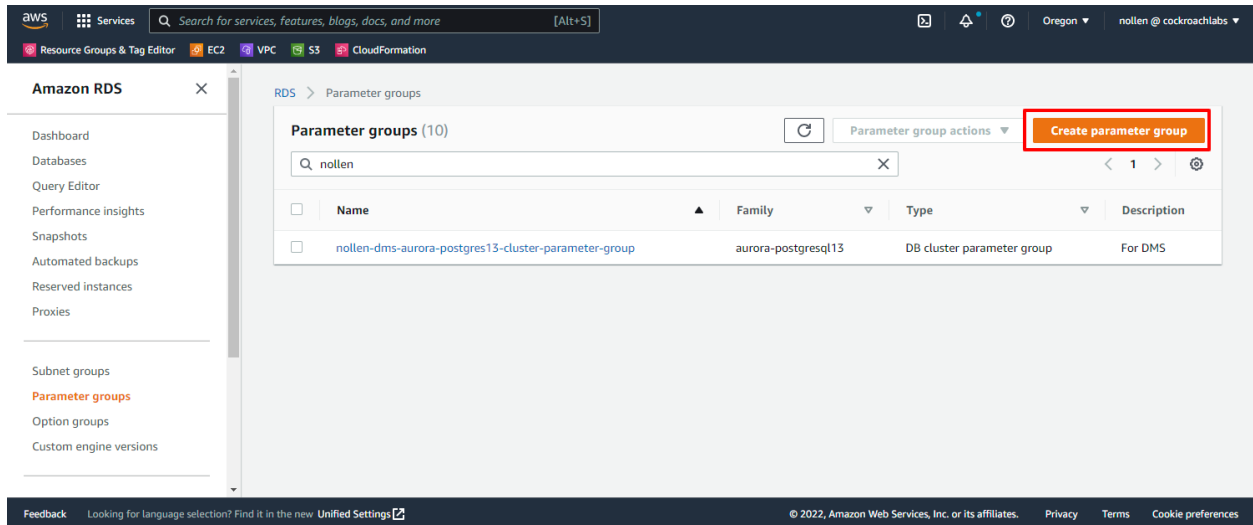 aws Services Search for services, features, blogs, docs, and more [Alt+S] Oregon nollen @ cockroachlabs
Resource Groups & Tag Editor EC2 VPC S3 CloudFormation
Amazon RDS
Dashboard
Databases
Query Editor
Performance insights
Snapshots
Automated backups
Reserved instances
Proxies
Subnet groups
Parameter groups
Option groups
Custom engine versions
RDS > Parameter groups
Parameter groups (10) Parameter group actions Create parameter group
nollen 1
Name Family Type Description
nollen-dms-aurora-postgres13-cluster-parameter-group aurora-postgresql13 DB cluster parameter group For DMS
Feedback Looking for language selection? Find it in the new Unified Settings © 2022, Amazon Web Services, Inc. or its affiliates. Privacy Terms Cookie preferences